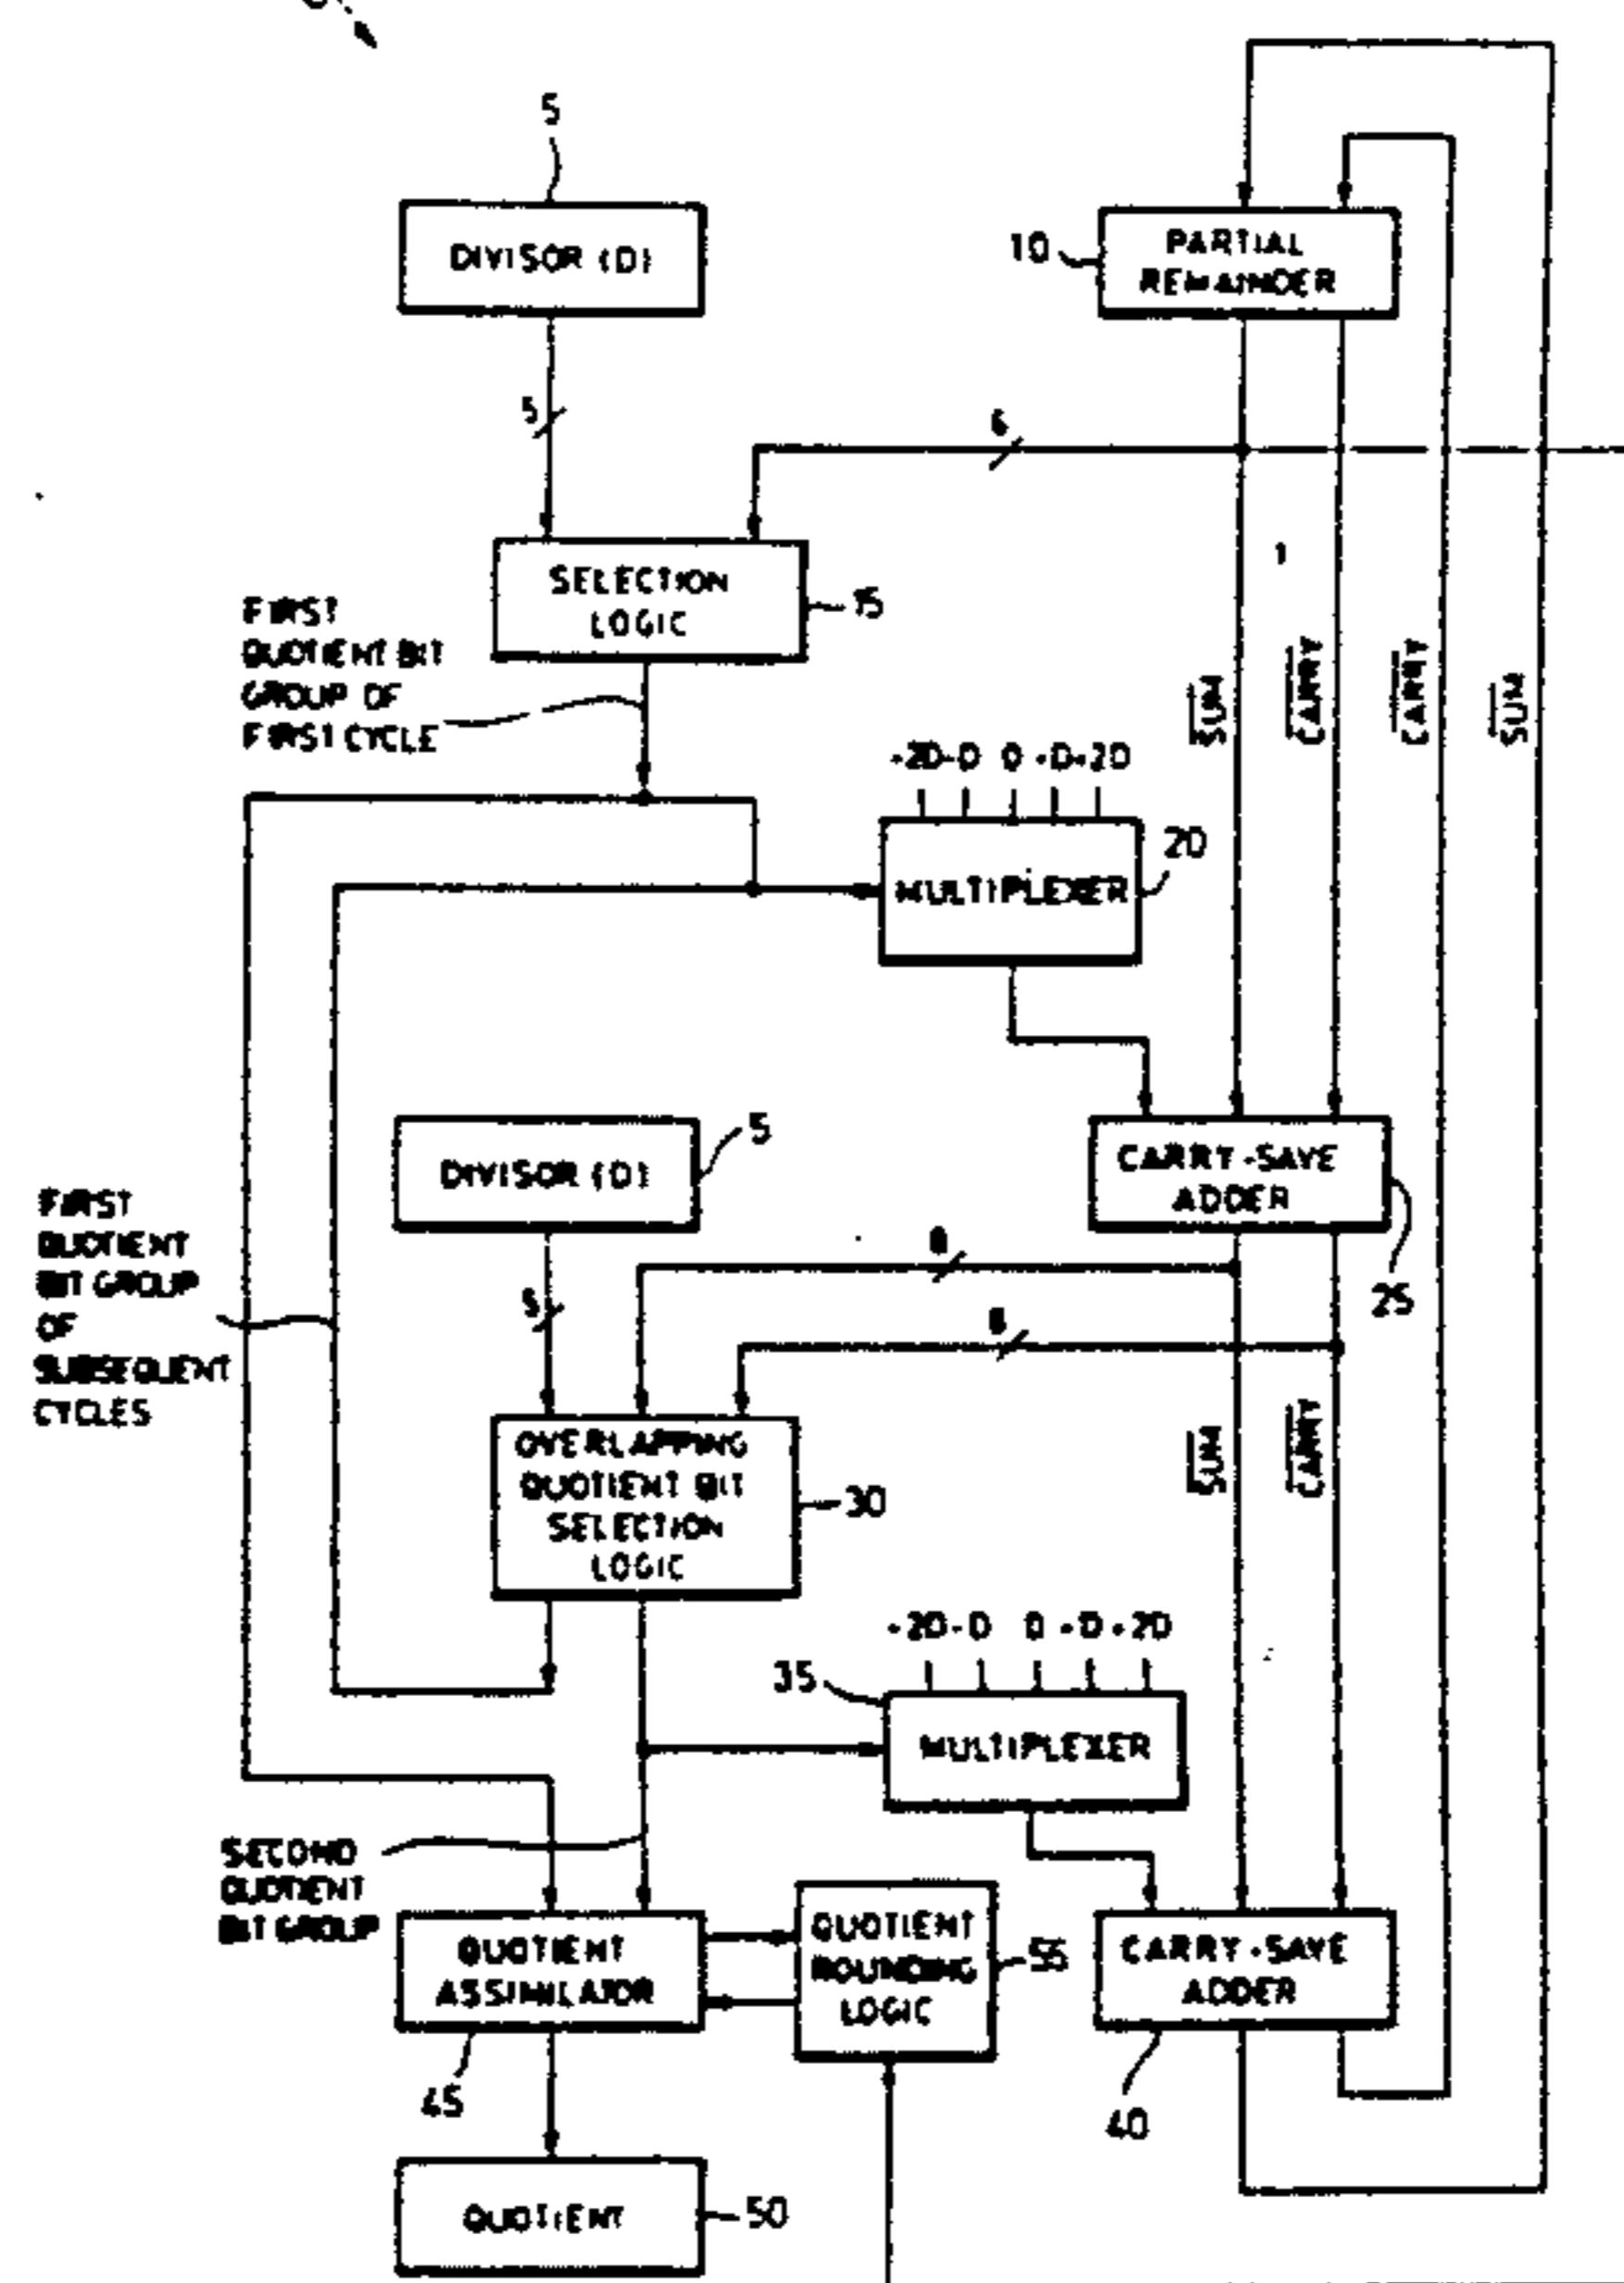 5
DIVISOR (D)
10
PARTIAL
REMAINDER
5
6
SELECTION
LOGIC
15
FIRST
QUOTIENT BIT
GROUP OF
FIRST CYCLE
SUM
CARRY
CARRY
SUM
-2D -D 0 +D +2D
MULTIPLEXER
20
DIVISOR (D)
5
CARRY-SAVE
ADDER
25
FIRST
QUOTIENT
BIT GROUP
OF
SUBSEQUENT
CYCLES
5
8
8
OVERLAPPING
QUOTIENT BIT
SELECTION
LOGIC
30
SUM
CARRY
-2D -D 0 +D +2D
35
MULTIPLEXER
SECOND
QUOTIENT
BIT GROUP
QUOTIENT
ASSIMILATOR
45
QUOTIENT
ROUNDING
LOGIC
55
CARRY-SAVE
ADDER
40
QUOTIENT
50